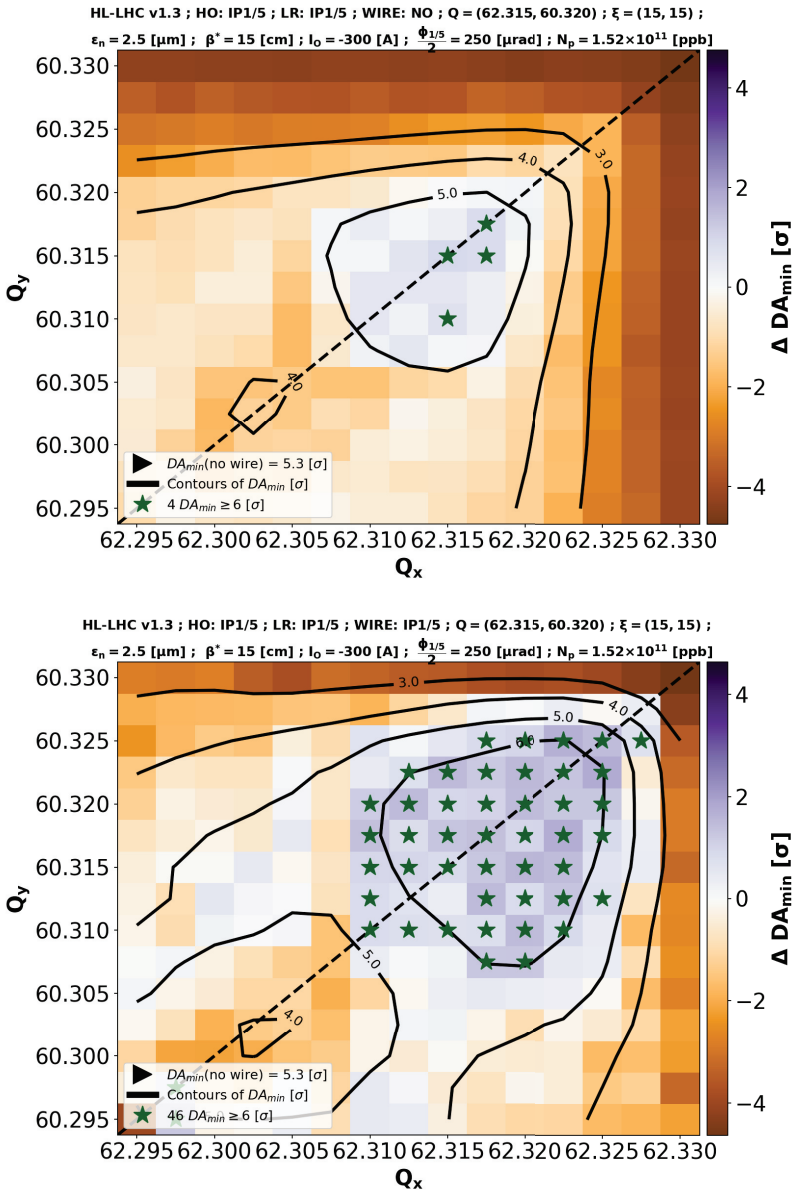 HL-LHC v1.3 ; HO: IP1/5 ; LR: IP1/5 ; WIRE: NO ; Q = (62.315, 60.320) ; ξ = (15, 15) ;
εn = 2.5 [μm] ; β* = 15 [cm] ; IO = -300 [A] ; ϕ1/5/2 = 250 [μrad] ; Np = 1.52×10¹¹ [ppb]
60.330
60.325
60.320
60.315
60.310
60.305
60.300
60.295
Qy
3.0
4.0
5.0
4.0
DAmin(no wire) = 5.3 [σ]
Contours of DAmin [σ]
4 DAmin ≥ 6 [σ]
62.295 62.300 62.305 62.310 62.315 62.320 62.325 62.330
Qx
4
2
0
−2
−4
Δ DAmin [σ]
HL-LHC v1.3 ; HO: IP1/5 ; LR: IP1/5 ; WIRE: IP1/5 ; Q = (62.315, 60.320) ; ξ = (15, 15) ;
εn = 2.5 [μm] ; β* = 15 [cm] ; IO = -300 [A] ; ϕ1/5/2 = 250 [μrad] ; Np = 1.52×10¹¹ [ppb]
60.330
60.325
60.320
60.315
60.310
60.305
60.300
60.295
Qy
3.0
4.0
5.0
6.0
5.0
4.0
DAmin(no wire) = 5.3 [σ]
Contours of DAmin [σ]
46 DAmin ≥ 6 [σ]
62.295 62.300 62.305 62.310 62.315 62.320 62.325 62.330
Qx
4
2
0
−2
−4
Δ DAmin [σ]